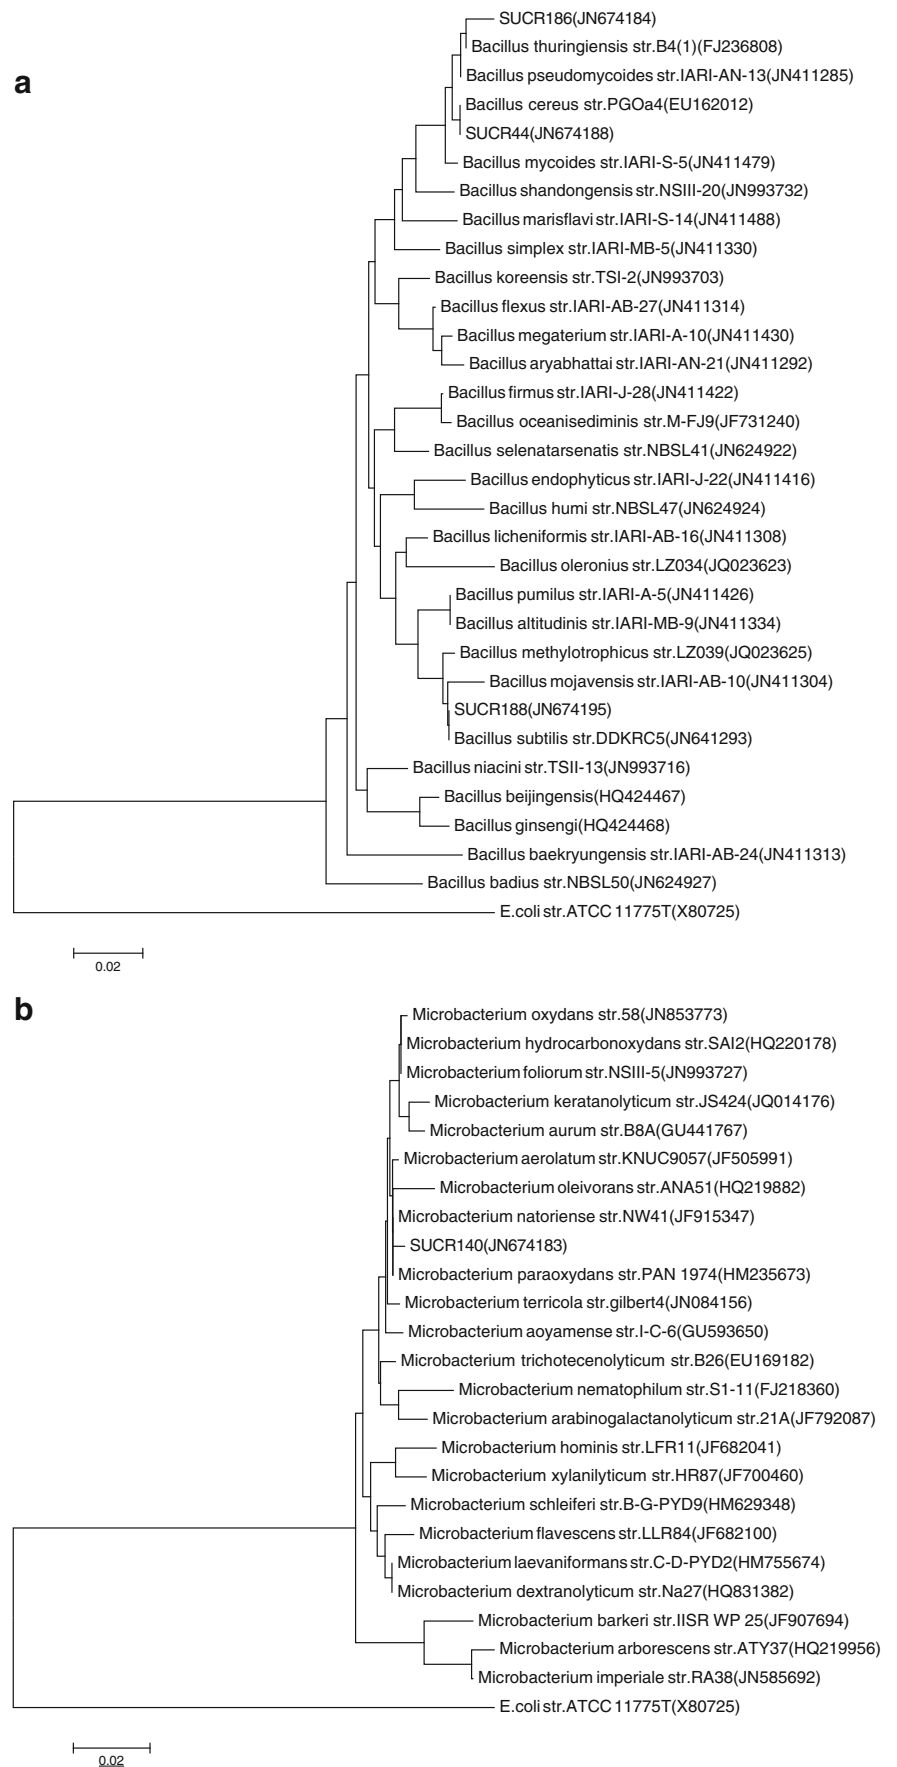 SUCR186(JN674184)
Bacillus thuringiensis str.B4(1)(FJ236808)
a
Bacillus pseudomycoides str.IARI-AN-13(JN411285)
Bacillus cereus str.PGOa4(EU162012)
SUCR44(JN674188)
Bacillus mycoides str.IARI-S-5(JN411479)
Bacillus shandongensis str.NSIII-20(JN993732)
Bacillus marisflavi str.IARI-S-14(JN411488)
Bacillus simplex str.IARI-MB-5(JN411330)
Bacillus koreensis str.TSI-2(JN993703)
Bacillus flexus str.IARI-AB-27(JN411314)
Bacillus megaterium str.IARI-A-10(JN411430)
Bacillus aryabhattai str.IARI-AN-21(JN411292)
Bacillus firmus str.IARI-J-28(JN411422)
Bacillus oceanisediminis str.M-FJ9(JF731240)
Bacillus selenatarsenatis str.NBSL41(JN624922)
Bacillus endophyticus str.IARI-J-22(JN411416)
Bacillus humi str.NBSL47(JN624924)
Bacillus licheniformis str.IARI-AB-16(JN411308)
Bacillus oleronius str.LZ034(JQ023623)
Bacillus pumilus str.IARI-A-5(JN411426)
Bacillus altitudinis str.IARI-MB-9(JN411334)
Bacillus methylotrophicus str.LZ039(JQ023625)
Bacillus mojavensis str.IARI-AB-10(JN411304)
SUCR188(JN674195)
Bacillus subtilis str.DDKRC5(JN641293)
Bacillus niacini str.TSII-13(JN993716)
Bacillus beijingensis(HQ424467)
Bacillus ginsengi(HQ424468)
Bacillus baekryungensis str.IARI-AB-24(JN411313)
Bacillus badius str.NBSL50(JN624927)
E.coli str.ATCC 11775T(X80725)
0.02
b
Microbacterium oxydans str.58(JN853773)
Microbacterium hydrocarbonoxydans str.SAI2(HQ220178)
Microbacterium foliorum str.NSIII-5(JN993727)
Microbacterium keratanolyticum str.JS424(JQ014176)
Microbacterium aurum str.B8A(GU441767)
Microbacterium aerolatum str.KNUC9057(JF505991)
Microbacterium oleivorans str.ANA51(HQ219882)
Microbacterium natoriense str.NW41(JF915347)
SUCR140(JN674183)
Microbacterium paraoxydans str.PAN 1974(HM235673)
Microbacterium terricola str.gilbert4(JN084156)
Microbacterium aoyamense str.I-C-6(GU593650)
Microbacterium trichotecenolyticum str.B26(EU169182)
Microbacterium nematophilum str.S1-11(FJ218360)
Microbacterium arabinogalactanolyticum str.21A(JF792087)
Microbacterium hominis str.LFR11(JF682041)
Microbacterium xylanilyticum str.HR87(JF700460)
Microbacterium schleiferi str.B-G-PYD9(HM629348)
Microbacterium flavescens str.LLR84(JF682100)
Microbacterium laevaniformans str.C-D-PYD2(HM755674)
Microbacterium dextranolyticum str.Na27(HQ831382)
Microbacterium barkeri str.IISR WP 25(JF907694)
Microbacterium arborescens str.ATY37(HQ219956)
Microbacterium imperiale str.RA38(JN585692)
E.coli str.ATCC 11775T(X80725)
0.02